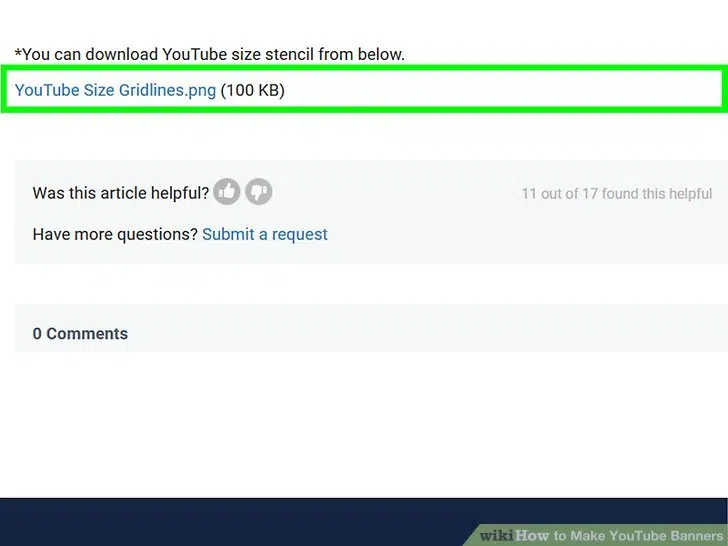 *You can download YouTube size stencil from below.
YouTube Size Gridlines.png (100 KB)
Was this article helpful?
11 out of 17 found this helpful
Have more questions? Submit a request
0 Comments
wikiHow to Make YouTube Banners